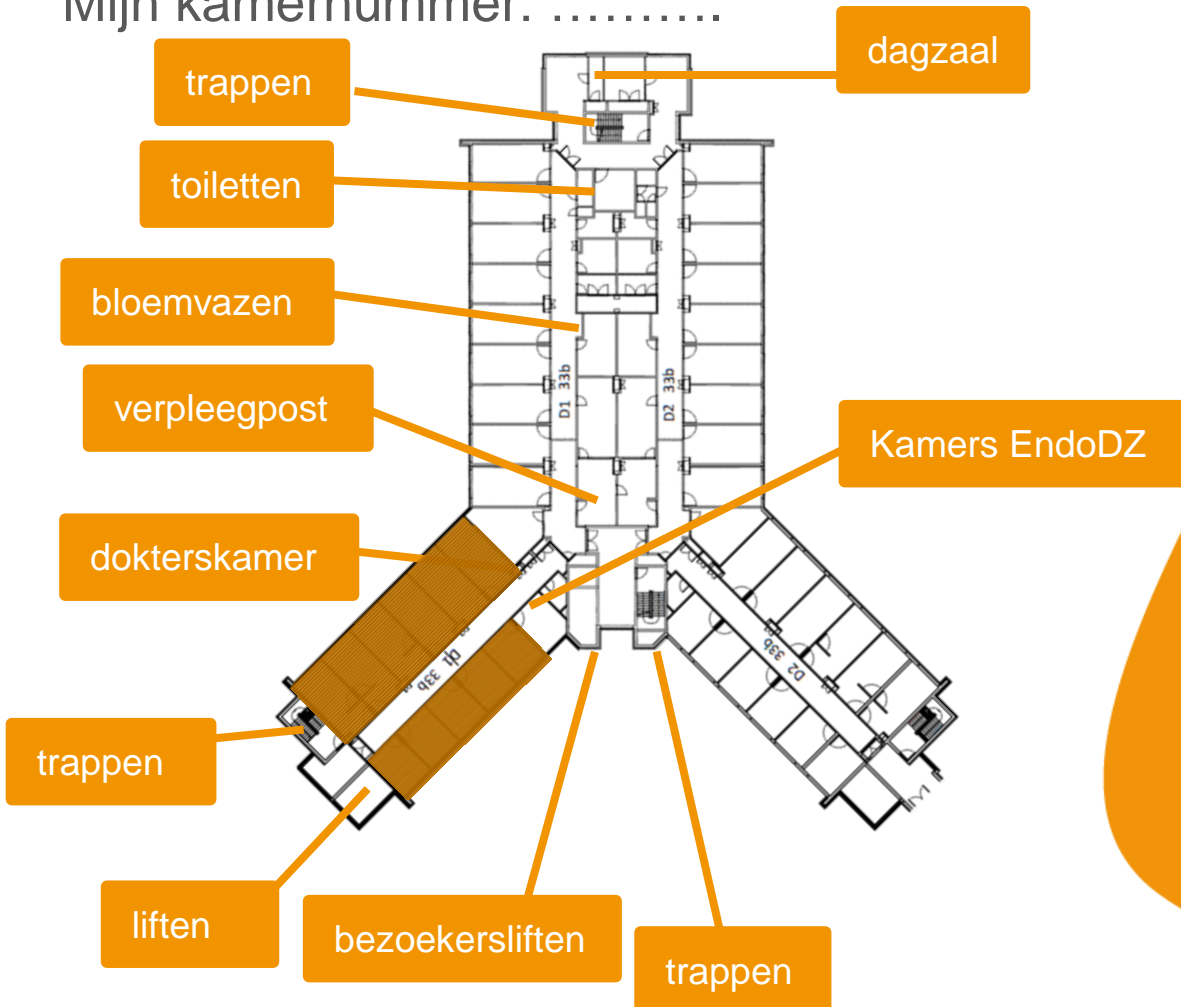 Mijn kamernummer: ……….
dagzaal
trappen
toiletten
bloemvazen
D1 33b
D2 33b
verpleegpost
Kamers EndoDZ
dokterskamer
D1 33b
D2 33b
trappen
liften
bezoekersliften
trappen